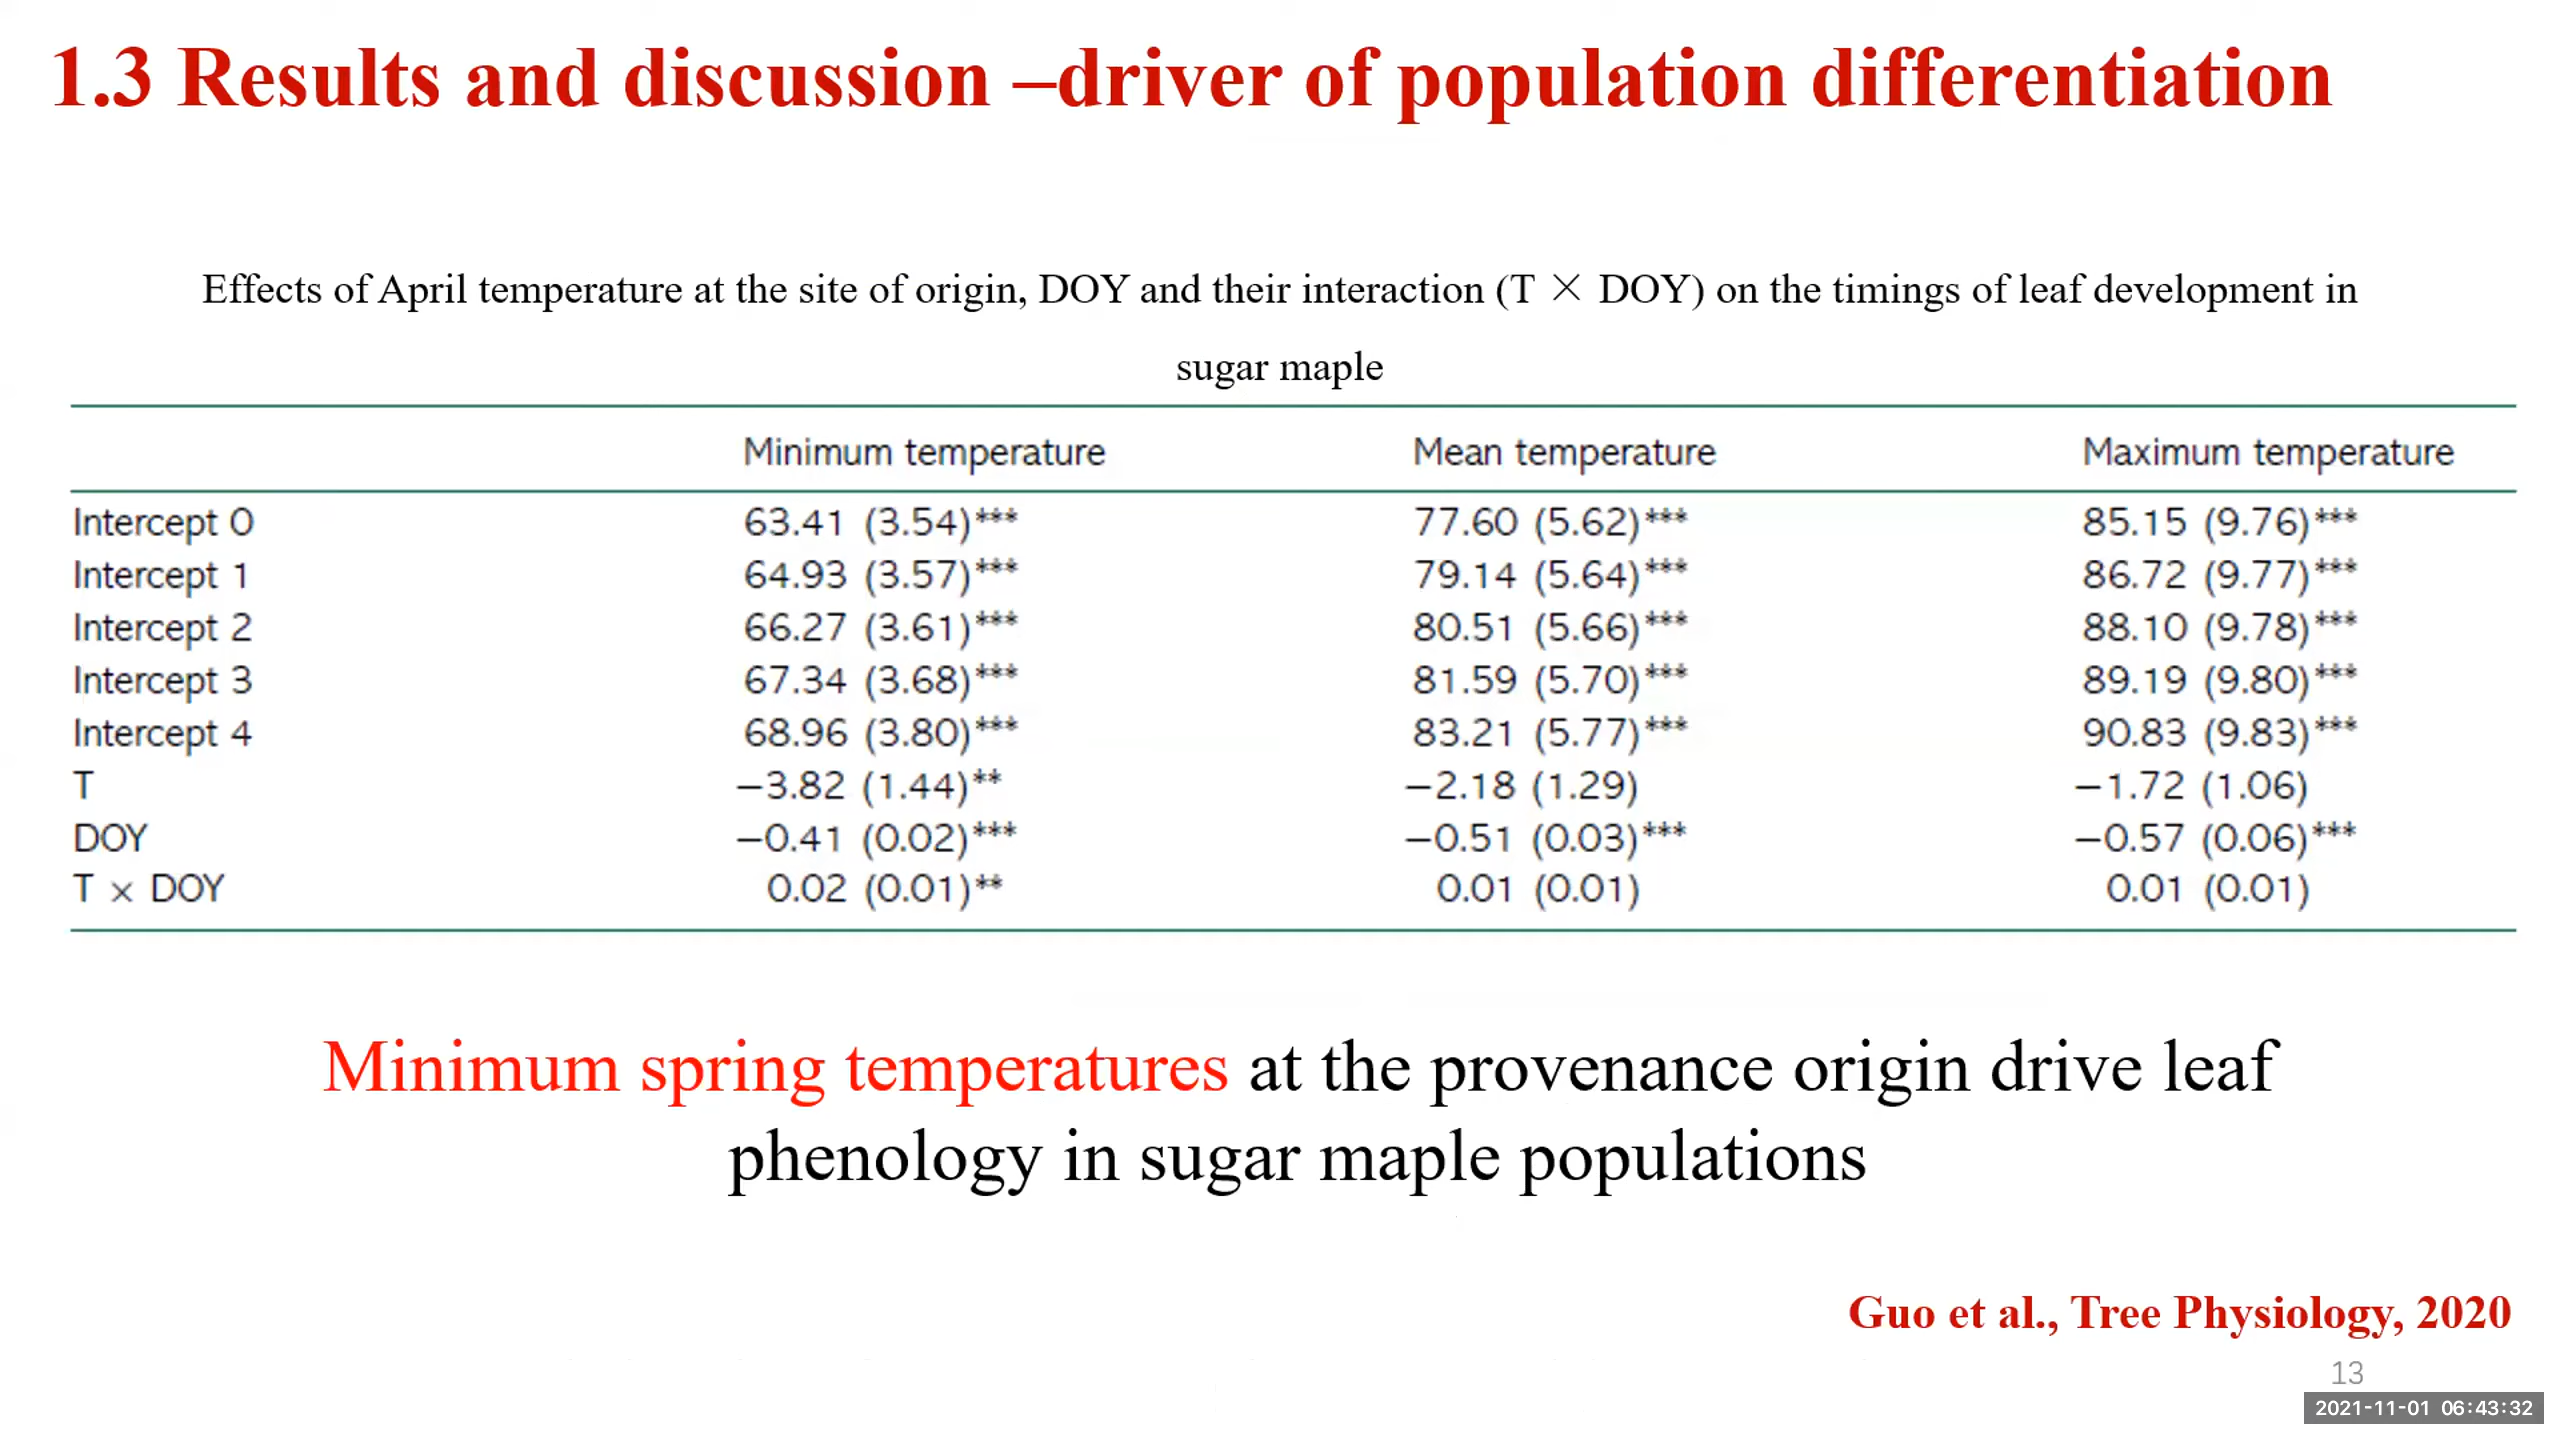 1.3 Results and discussion –driver of population differentiation
Effects of April temperature at the site of origin, DOY and their interaction (T × DOY) on the timings of leaf development in
sugar maple
Minimum temperature Mean temperature Maximum temperature
Intercept 0 63.41 (3.54)*** 77.60 (5.62)*** 85.15 (9.76)***
Intercept 1 64.93 (3.57)*** 79.14 (5.64)*** 86.72 (9.77)***
Intercept 2 66.27 (3.61)*** 80.51 (5.66)*** 88.10 (9.78)***
Intercept 3 67.34 (3.68)*** 81.59 (5.70)*** 89.19 (9.80)***
Intercept 4 68.96 (3.80)*** 83.21 (5.77)*** 90.83 (9.83)***
T −3.82 (1.44)** −2.18 (1.29) −1.72 (1.06)
DOY −0.41 (0.02)*** −0.51 (0.03)*** −0.57 (0.06)***
T × DOY 0.02 (0.01)** 0.01 (0.01) 0.01 (0.01)
Minimum spring temperatures at the provenance origin drive leaf
phenology in sugar maple populations
Guo et al., Tree Physiology, 2020
13
2021-11-01 06:43:32